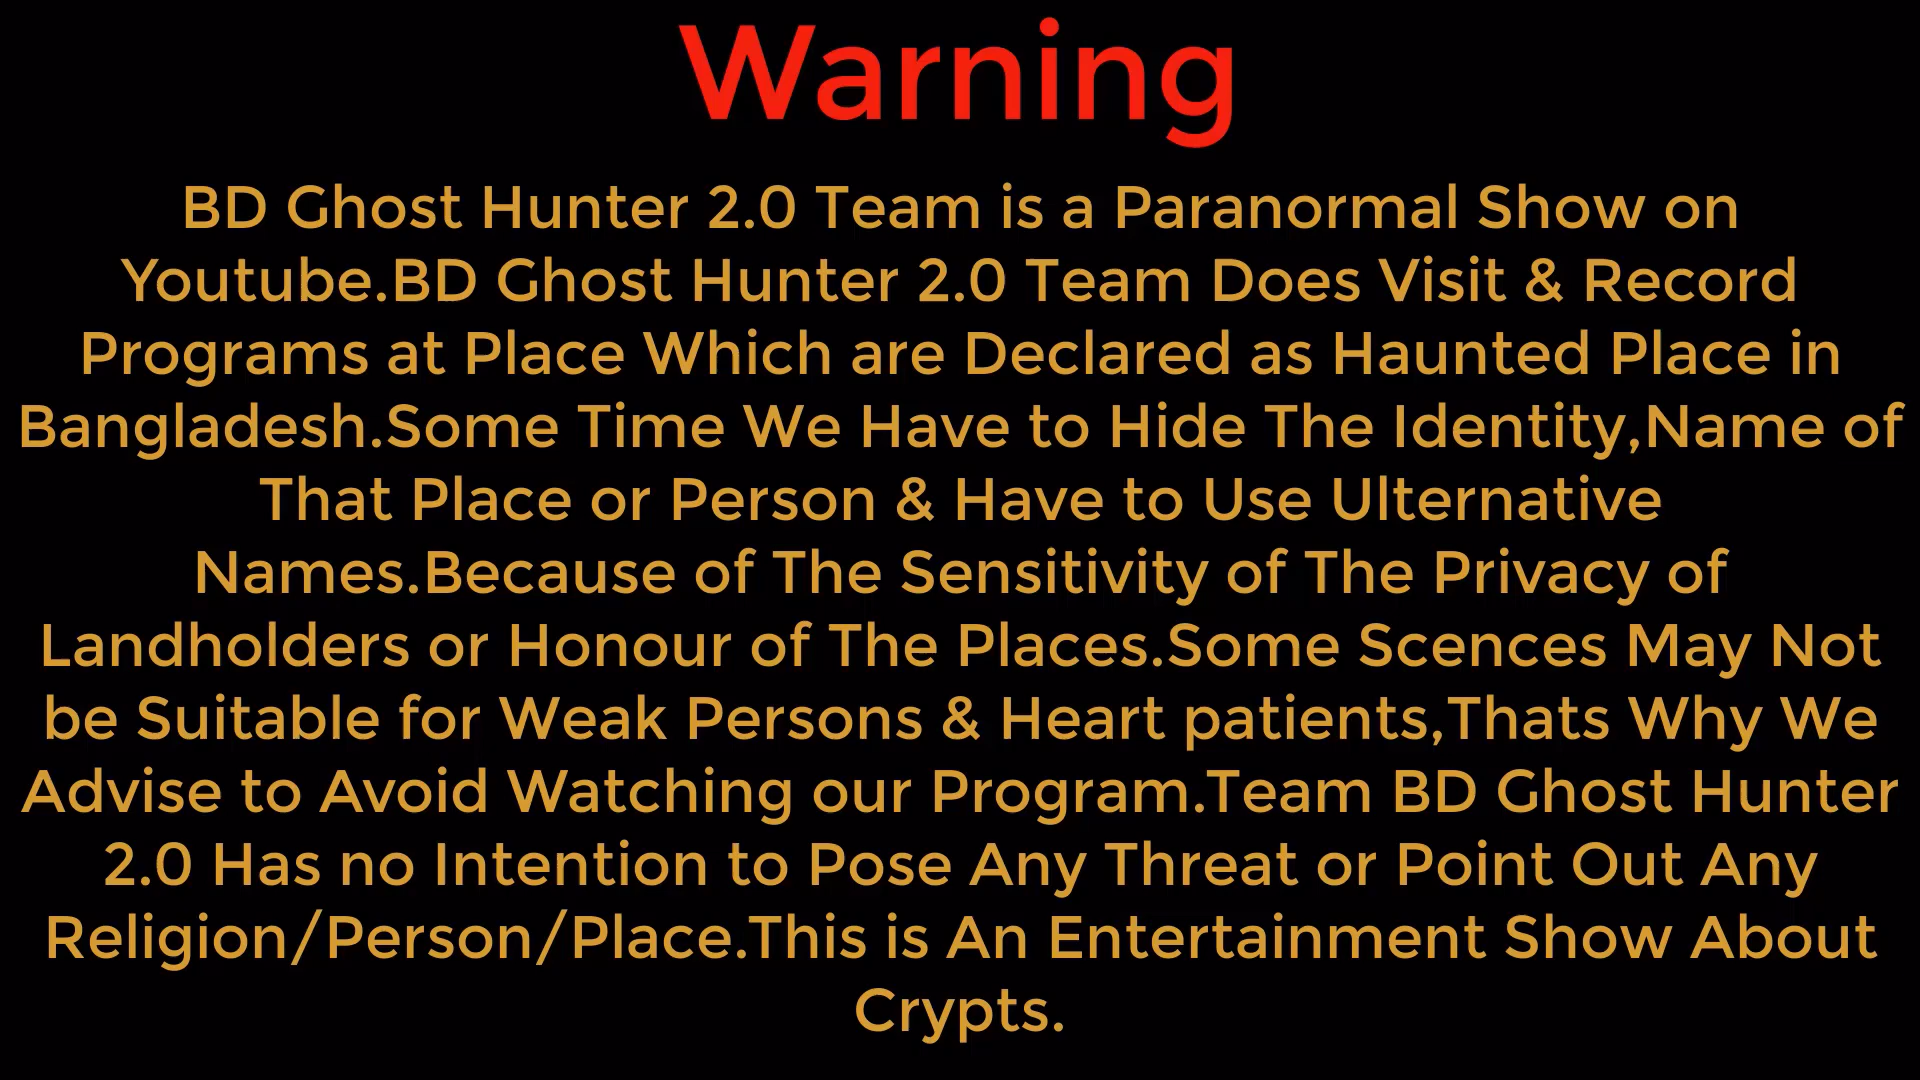 Warning
BD Ghost Hunter 2.0 Team is a Paranormal Show on
Youtube.BD Ghost Hunter 2.0 Team Does Visit & Record
Programs at Place Which are Declared as Haunted Place in
Bangladesh.Some Time We Have to Hide The Identity,Name of
That Place or Person & Have to Use Ulternative
Names.Because of The Sensitivity of The Privacy of
Landholders or Honour of The Places.Some Scences May Not
be Suitable for Weak Persons & Heart patients,Thats Why We
Advise to Avoid Watching our Program.Team BD Ghost Hunter
2.0 Has no Intention to Pose Any Threat or Point Out Any
Religion/Person/Place.This is An Entertainment Show About
Crypts.